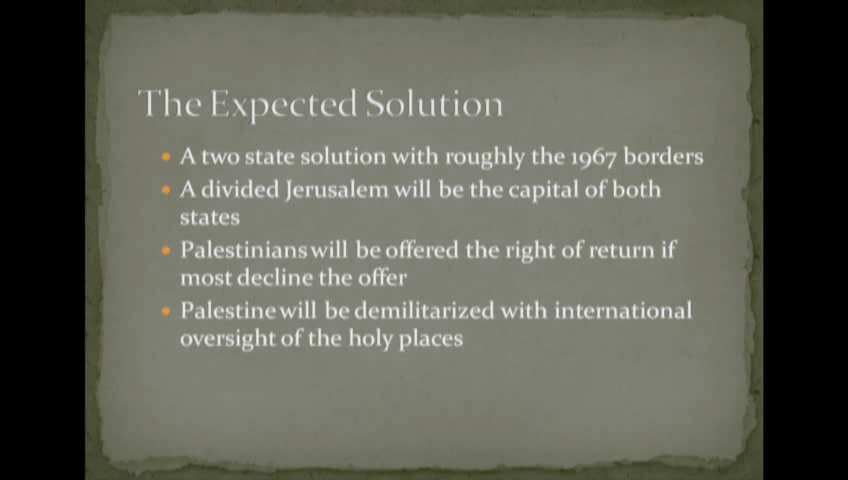 The Expected Solution
• A two state solution with roughly the 1967 borders
• A divided Jerusalem will be the capital of both
states
• Palestinians will be offered the right of return if
most decline the offer
• Palestine will be demilitarized with international
oversight of the holy places